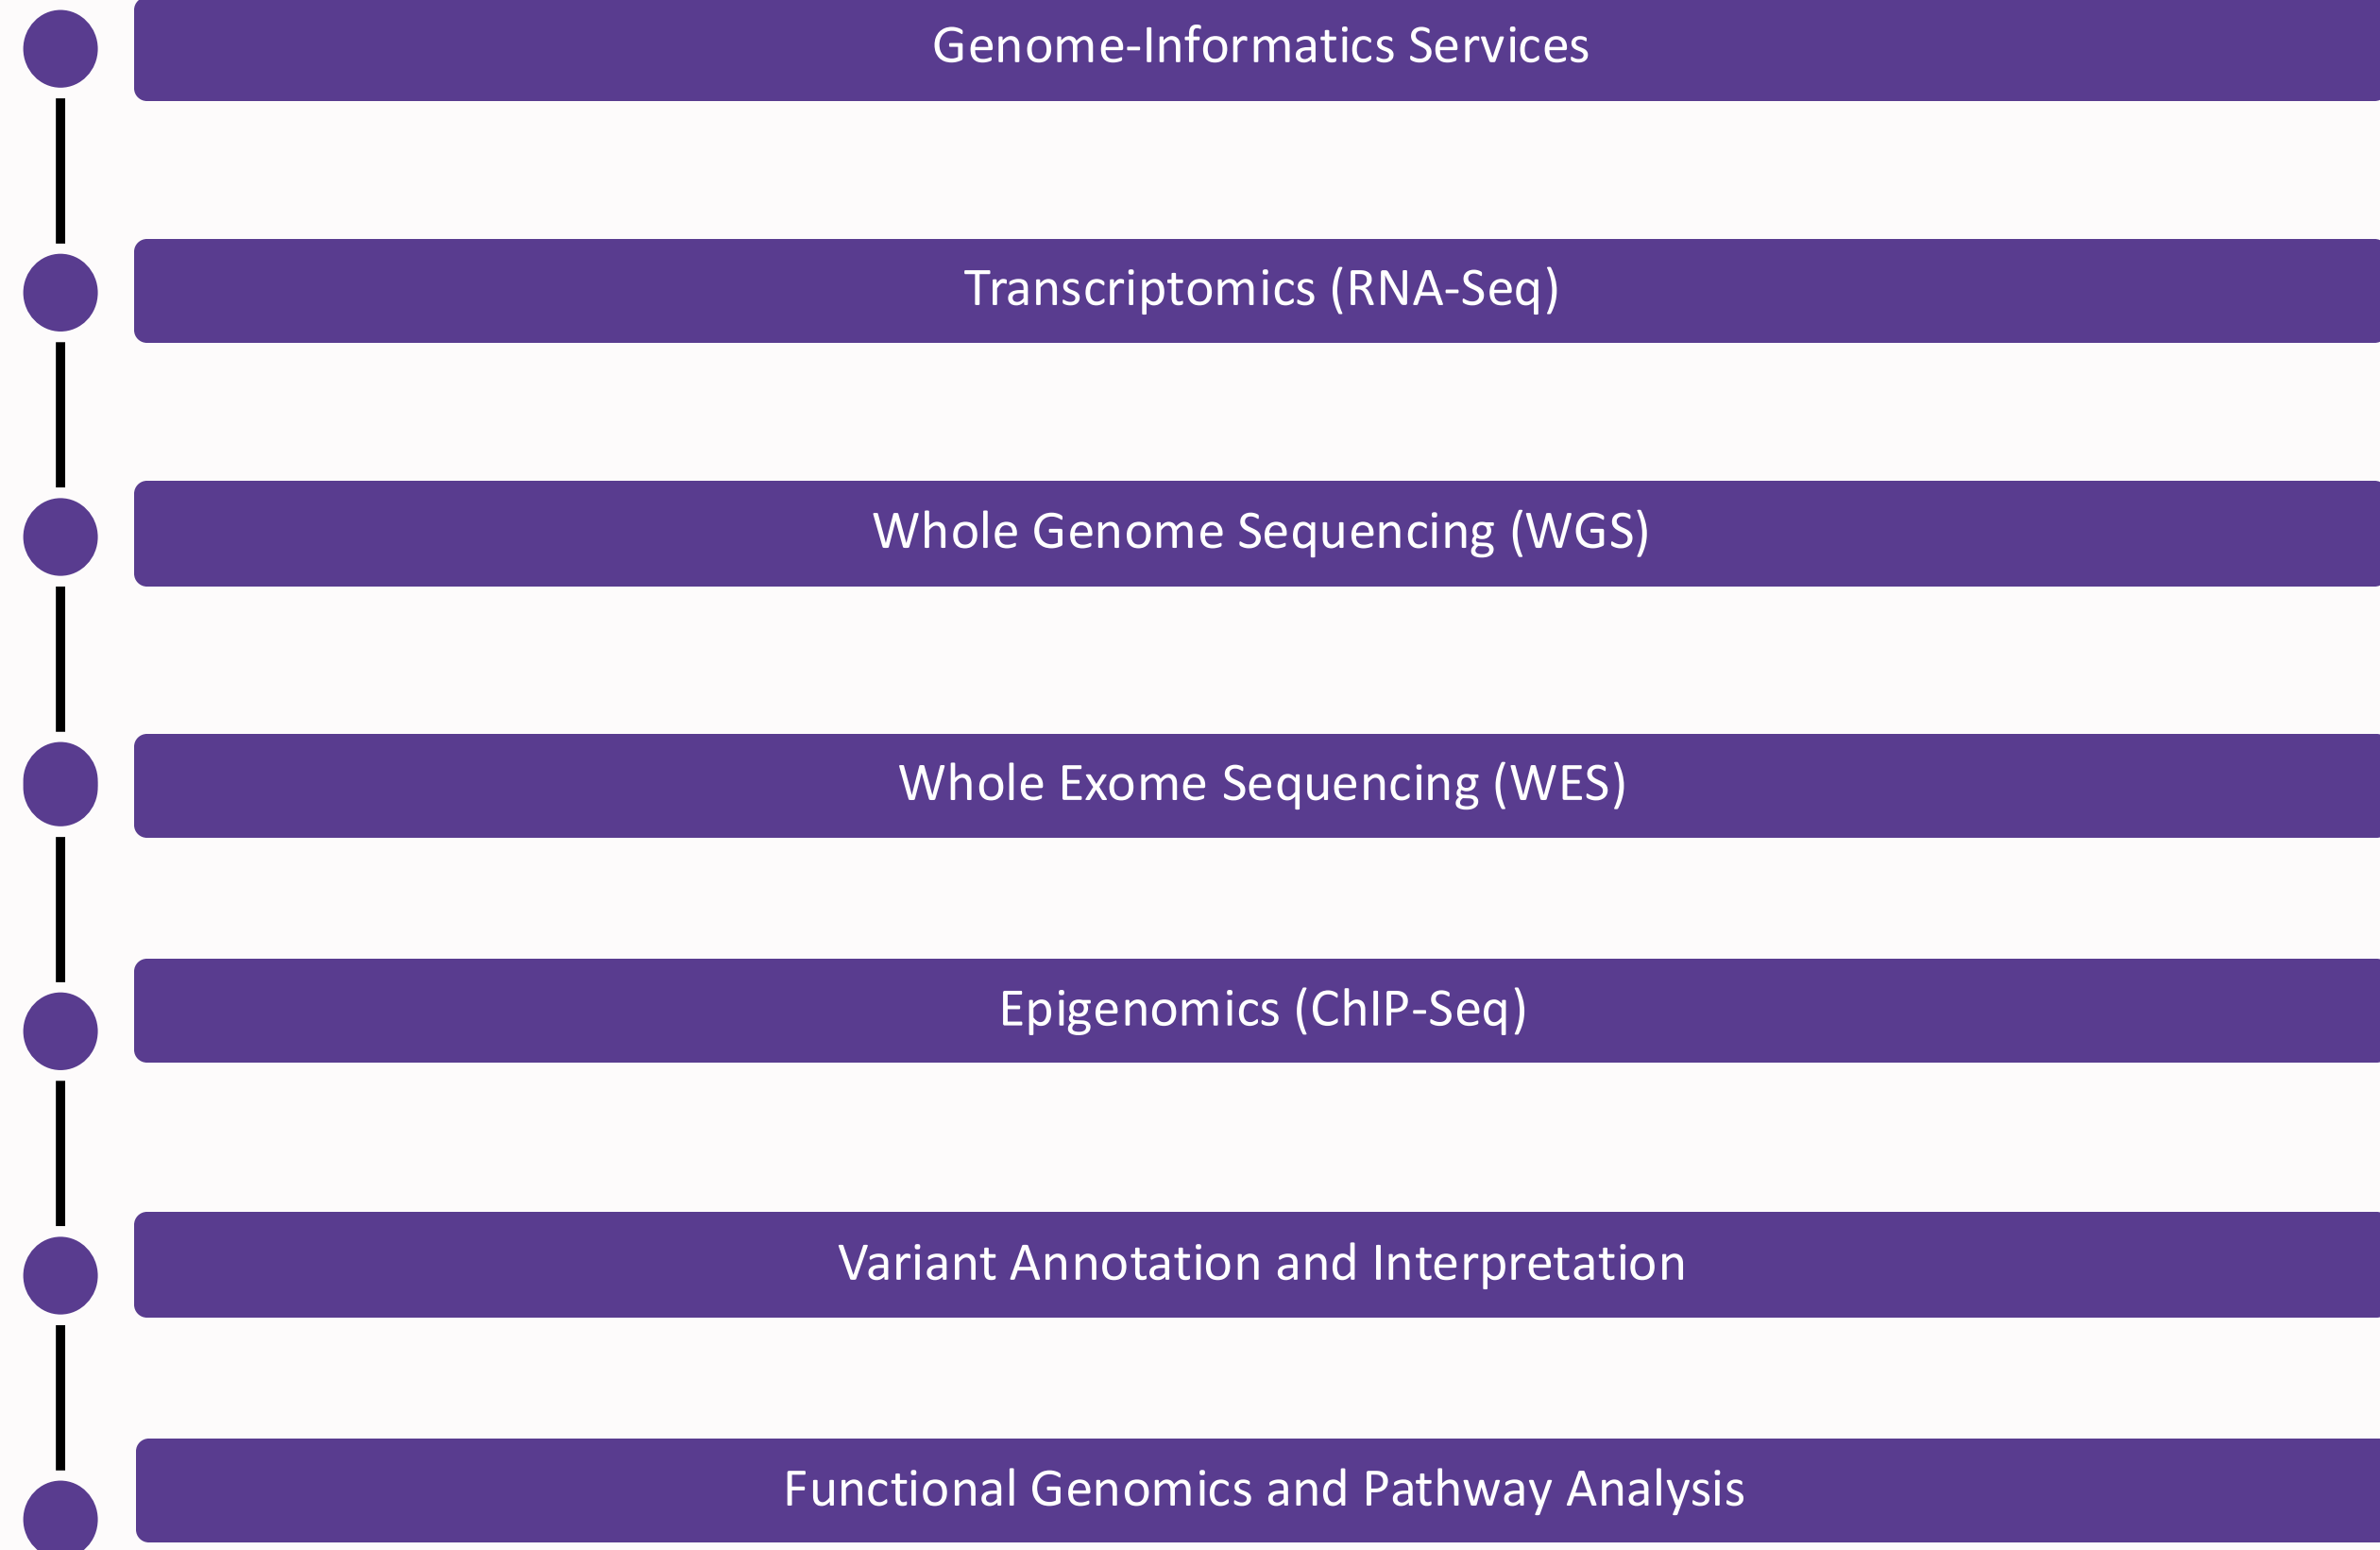 Genome-Informatics Services
Transcriptomics (RNA-Seq)
Whole Genome Sequencing (WGS)
Whole Exome Sequencing (WES)
Epigenomics (ChIP-Seq)
Variant Annotation and Interpretation
Functional Genomics and Pathway Analysis